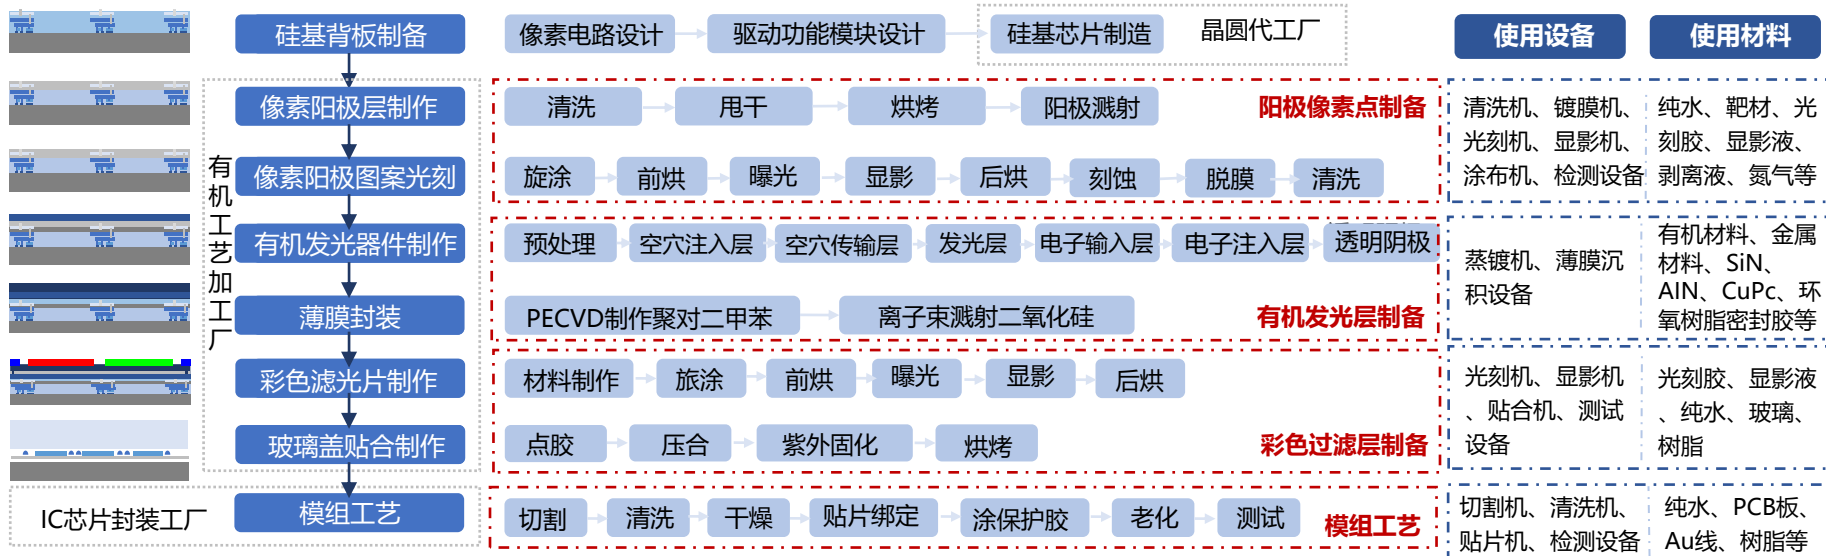 硅基背板制备
像素电路设计
驱动功能模块设计
硅基芯片制造
晶圆代工厂
使用设备
使用材料
有机工艺加工厂
像素阳极层制作
清洗
甩干
烘烤
阳极溅射
阳极像素点制备
像素阳极图案光刻
旋涂
前烘
曝光
显影
后烘
刻蚀
脱膜
清洗
清洗机、镀膜机、
光刻机、显影机、
涂布机、检测设备
纯水、靶材、光
刻胶、显影液、
剥离液、氮气等
有机发光器件制作
预处理
空穴注入层
空穴传输层
发光层
电子输入层
电子注入层
透明阴极
薄膜封装
PECVD制作聚对二甲苯
离子束溅射二氧化硅
有机发光层制备
蒸镀机、薄膜沉
积设备
有机材料、金属
材料、SiN、
AIN、CuPc、环
氧树脂密封胶等
彩色滤光片制作
材料制作
旋涂
前烘
曝光
显影
后烘
玻璃盖贴合制作
点胶
压合
紫外固化
烘烤
彩色过滤层制备
光刻机、显影机
、贴合机、测试
设备
光刻胶、显影液
、纯水、玻璃、
树脂
IC芯片封装工厂
模组工艺
切割
清洗
干燥
贴片绑定
涂保护胶
老化
测试
模组工艺
切割机、清洗机、
贴片机、检测设备
纯水、PCB板、
Au线、树脂等